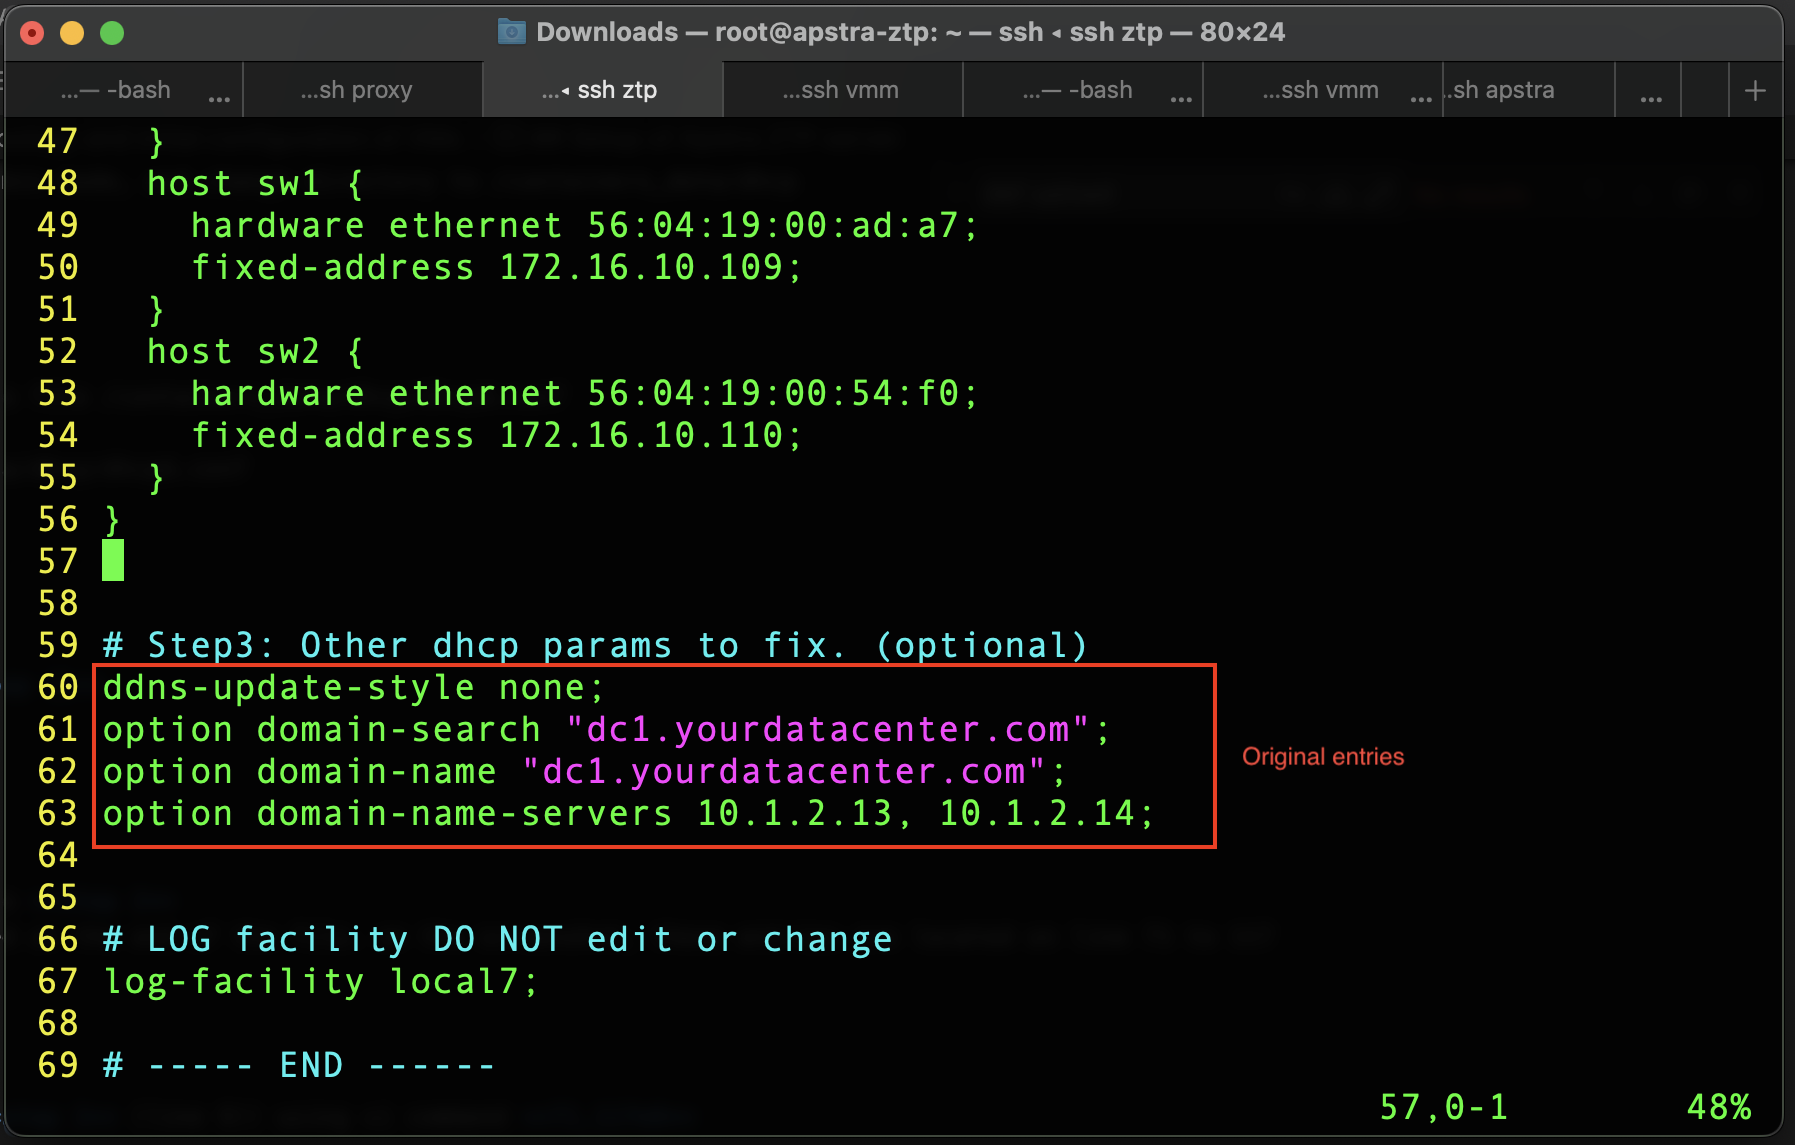 Downloads — root@apstra-ztp: ~ — ssh ◂ ssh ztp — 80×24
...— -bash ... ...sh proxy ...◂ ssh ztp ...ssh vmm ...— -bash ... ...ssh vmm ... ..sh apstra ... +
47   }
48   host sw1 {
49     hardware ethernet 56:04:19:00:ad:a7;
50     fixed-address 172.16.10.109;
51   }
52   host sw2 {
53     hardware ethernet 56:04:19:00:54:f0;
54     fixed-address 172.16.10.110;
55   }
56 }
57
58
59 # Step3: Other dhcp params to fix. (optional)
60 ddns-update-style none;
61 option domain-search "dc1.yourdatacenter.com";
Original entries
62 option domain-name "dc1.yourdatacenter.com";
63 option domain-name-servers 10.1.2.13, 10.1.2.14;
64
65
66 # LOG facility DO NOT edit or change
67 log-facility local7;
68
69 # ----- END ------
57,0-1 48%